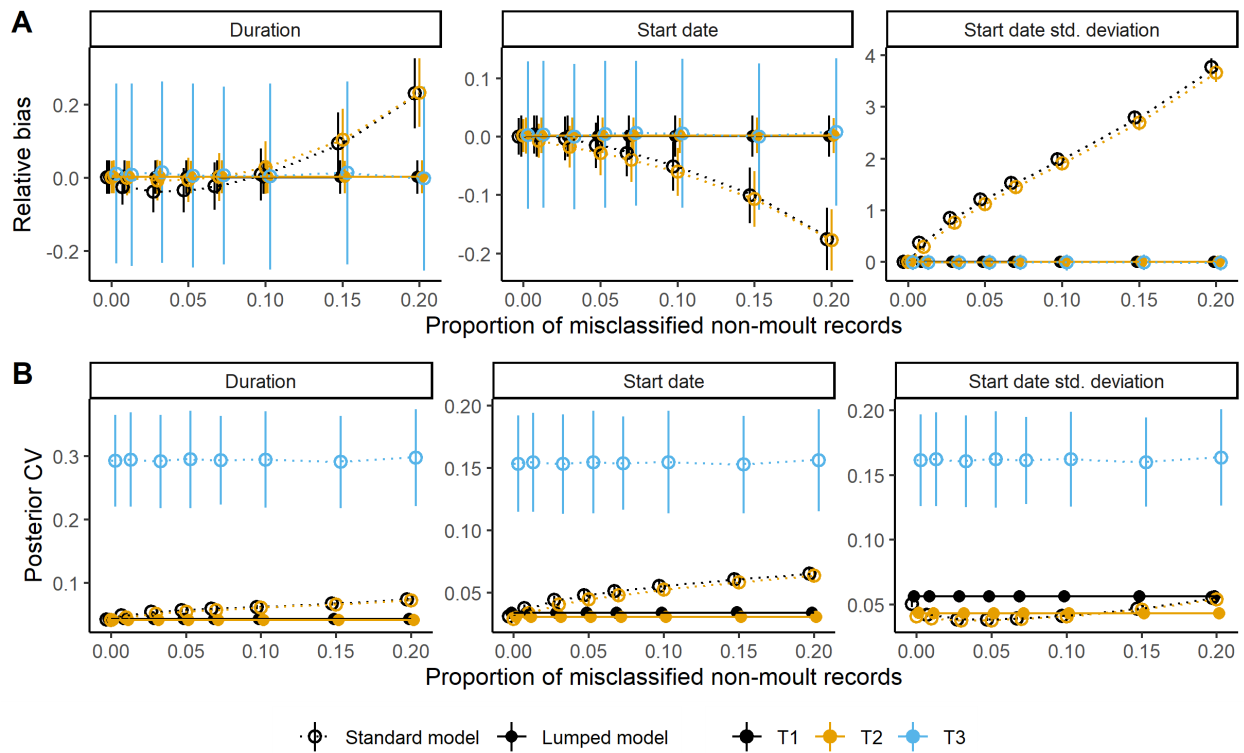 A
Duration
Start date
Start date std. deviation
Relative bias
0.2
0.0
-0.2
0.1
0.0
-0.1
-0.2
4
3
2
1
0
0.00 0.05 0.10 0.15 0.20
0.00 0.05 0.10 0.15 0.20
0.00 0.05 0.10 0.15 0.20
Proportion of misclassified non-moult records
B
Duration
Start date
Start date std. deviation
Posterior CV
0.3
0.2
0.1
0.20
0.15
0.10
0.05
0.20
0.15
0.10
0.05
0.00 0.05 0.10 0.15 0.20
0.00 0.05 0.10 0.15 0.20
0.00 0.05 0.10 0.15 0.20
Proportion of misclassified non-moult records
Standard model Lumped model T1 T2 T3